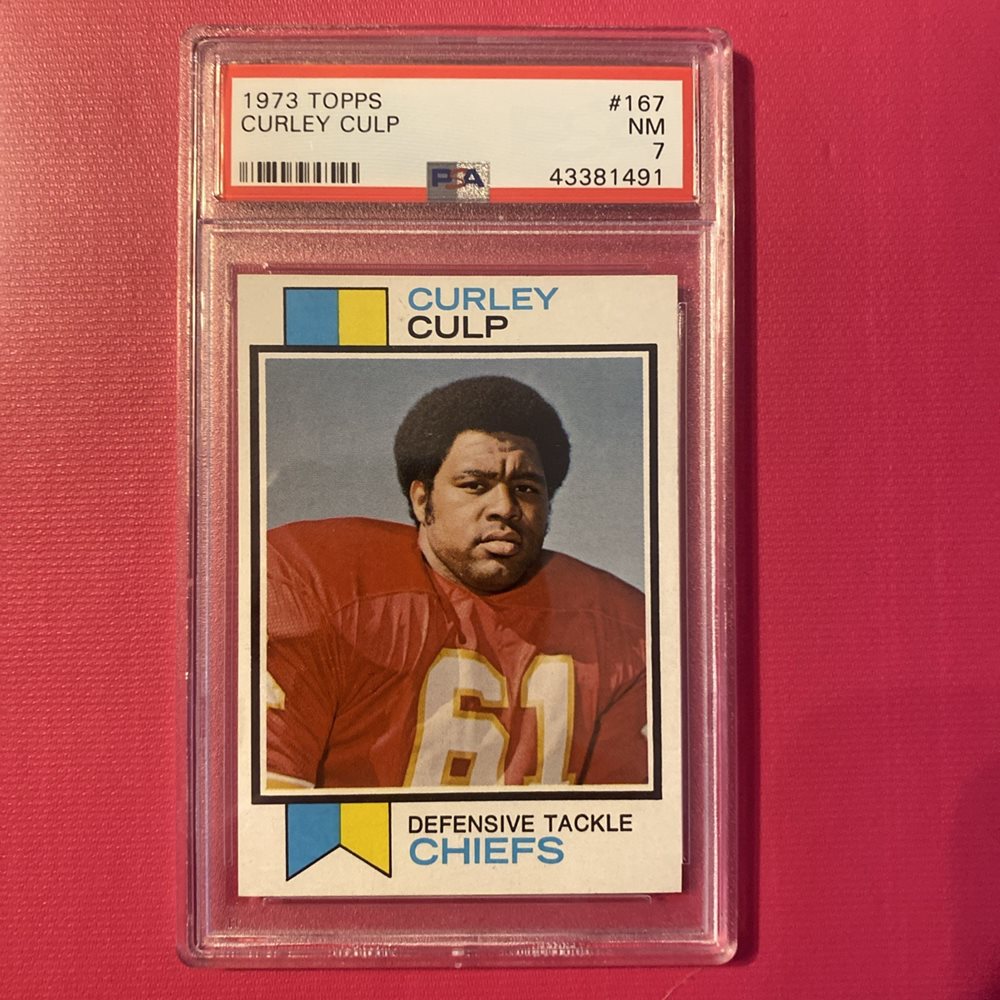 1973 TOPPS #167
CURLEY CULP NM
7
PSA 43381491
CURLEY
CULP
61
DEFENSIVE TACKLE
CHIEFS